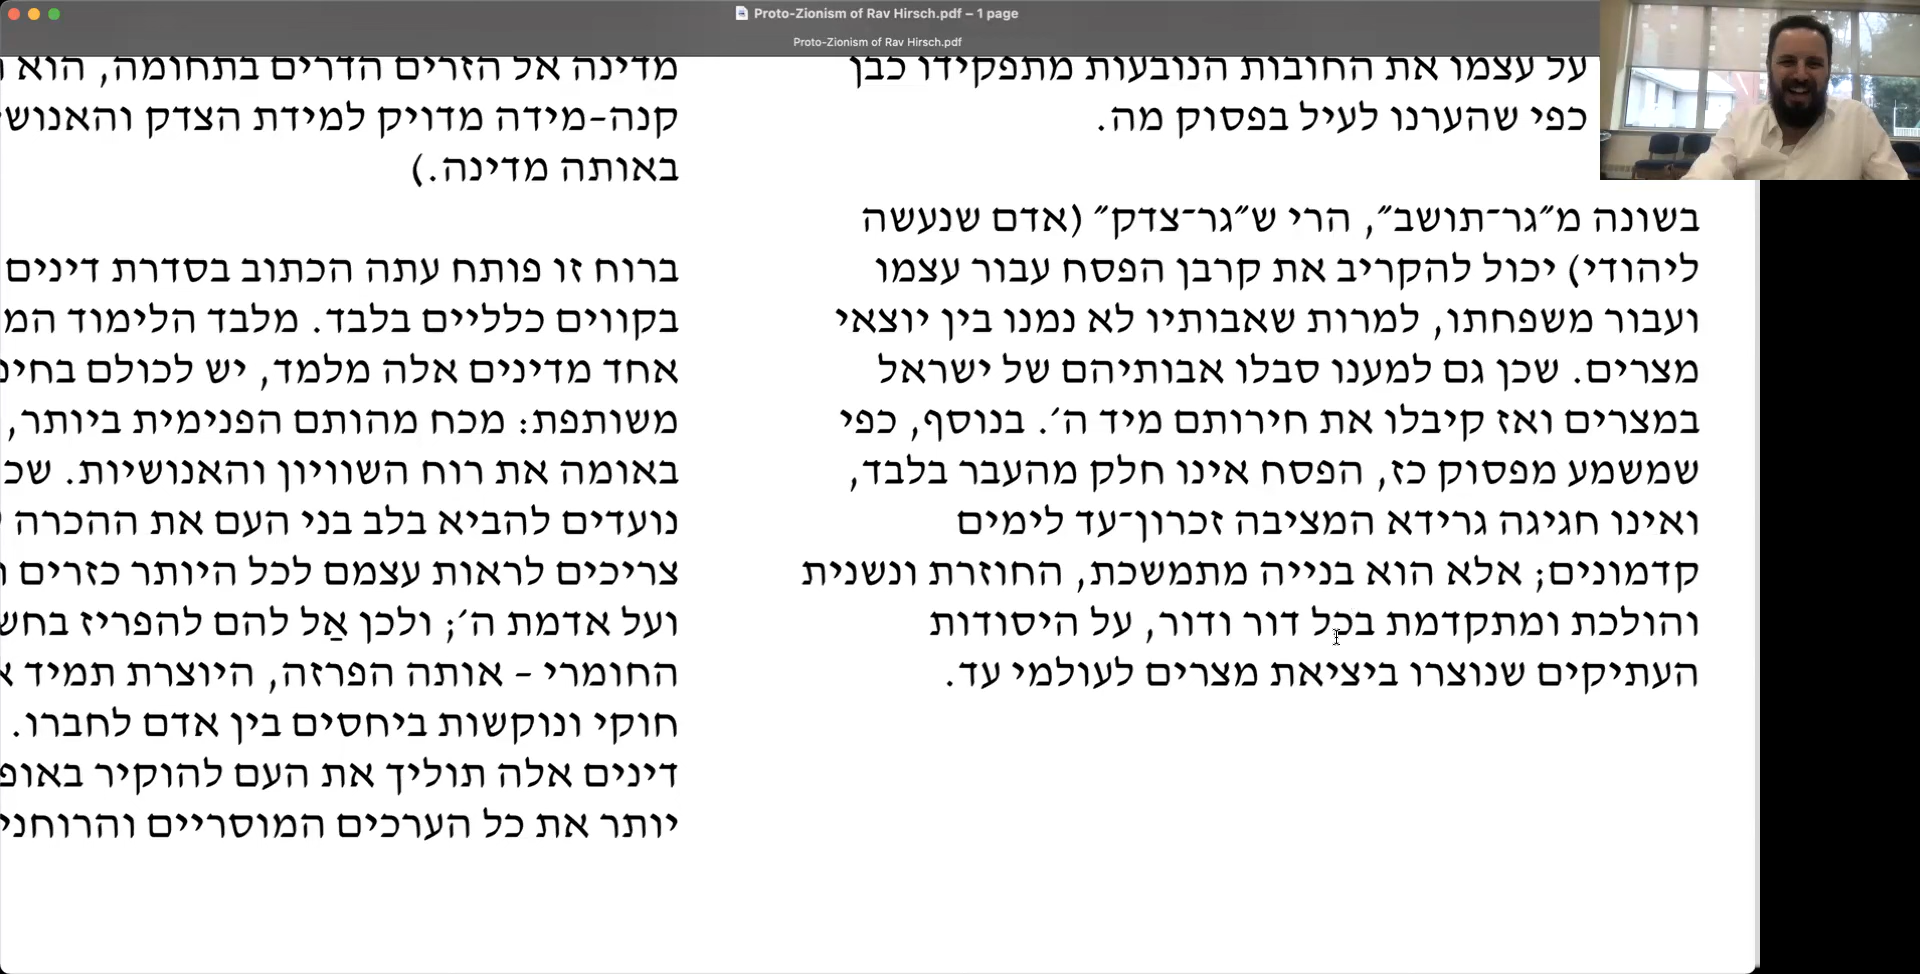 Proto-Zionism of Rav Hirsch.pdf – 1 page
Proto-Zionism of Rav Hirsch.pdf
על עצמו את החובות הנובעות מתפקידו כבן
כפי שהערנו לעיל בפסוק מה.
בשונה מ״גר־תושב״, הרי ש״גר־צדק״ (אדם שנעשה
ליהודי) יכול להקריב את קרבן הפסח עבור עצמו
ועבור משפחתו, למרות שאבותיו לא נמנו בין יוצאי
מצרים. שכן גם למענו סבלו אבותיהם של ישראל
במצרים ואז קיבלו את חירותם מיד ה׳. בנוסף, כפי
שמשמע מפסוק כז, הפסח אינו חלק מהעבר בלבד,
ואינו חגיגה גרידא המציבה זכרון־עד לימים
קדמונים; אלא הוא בנייה מתמשכת, החוזרת ונשנית
והולכת ומתקדמת בכל דור ודור, על היסודות
העתיקים שנוצרו ביציאת מצרים לעולמי עד.
מדינה אל הזרים הדרים בתחומה, הוא
קנה-מידה מדויק למידת הצדק והאנוש
באותה מדינה.)
ברוח זו פותח עתה הכתוב בסדרת דינים
בקווים כלליים בלבד. מלבד הלימוד
אחד מדינים אלה מלמד, יש לכולם
משותפת: מכח מהותם הפנימית ביותר,
באומה את רוח השוויון והאנושיות.
נועדים להביא בלב בני העם את ההכרה
צריכים לראות עצמם לכל היותר כזרים
ועל אדמת ה׳; ולכן אַל להם להפריז
החומרי - אותה הפרזה, היוצרת תמיד
חוקי ונוקשות ביחסים בין אדם לחברו.
דינים אלה תוליך את העם להוקיר
יותר את כל הערכים המוסריים